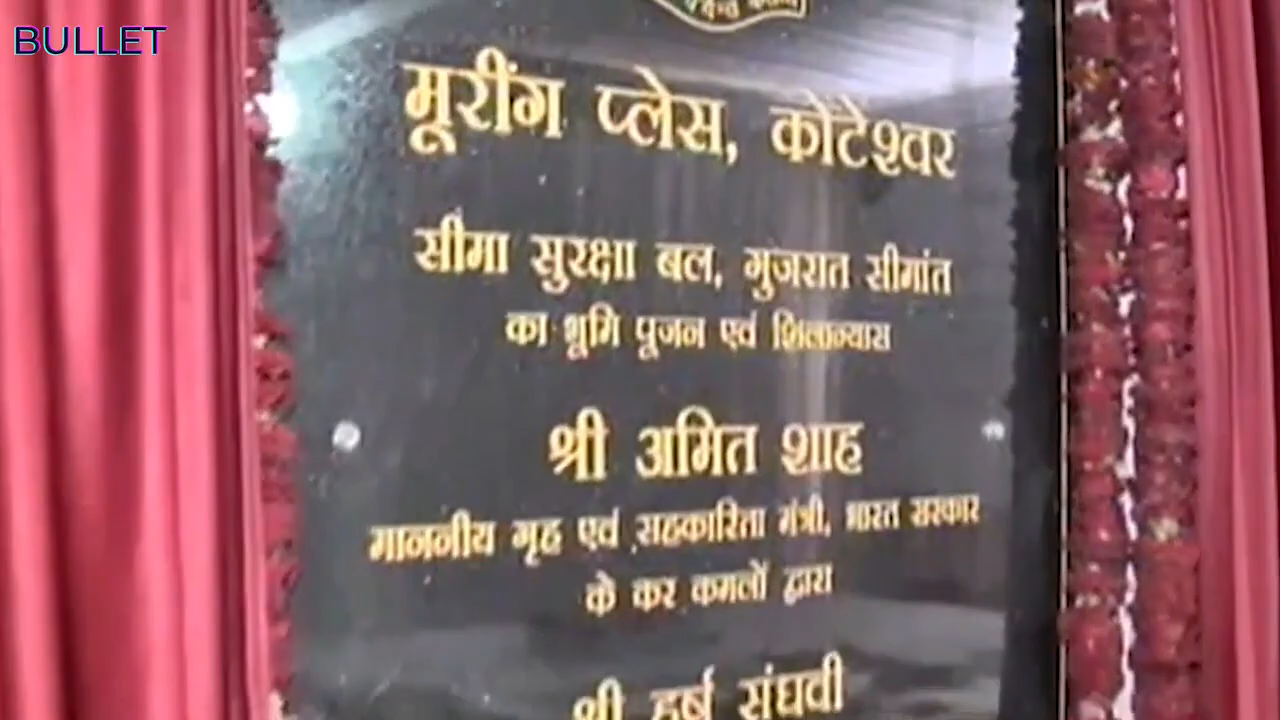 BULLET
मूरींग प्लेस, कोटेश्वर
सीमा सुरक्षा बल, गुजरात सीमांत
का भूमि पूजन एवं शिलान्यास
श्री अमित शाह
माननीय गृह एवं सहकारिता मंत्री, भारत सरकार
के कर कमलों द्वारा
श्री हर्ष संघवी